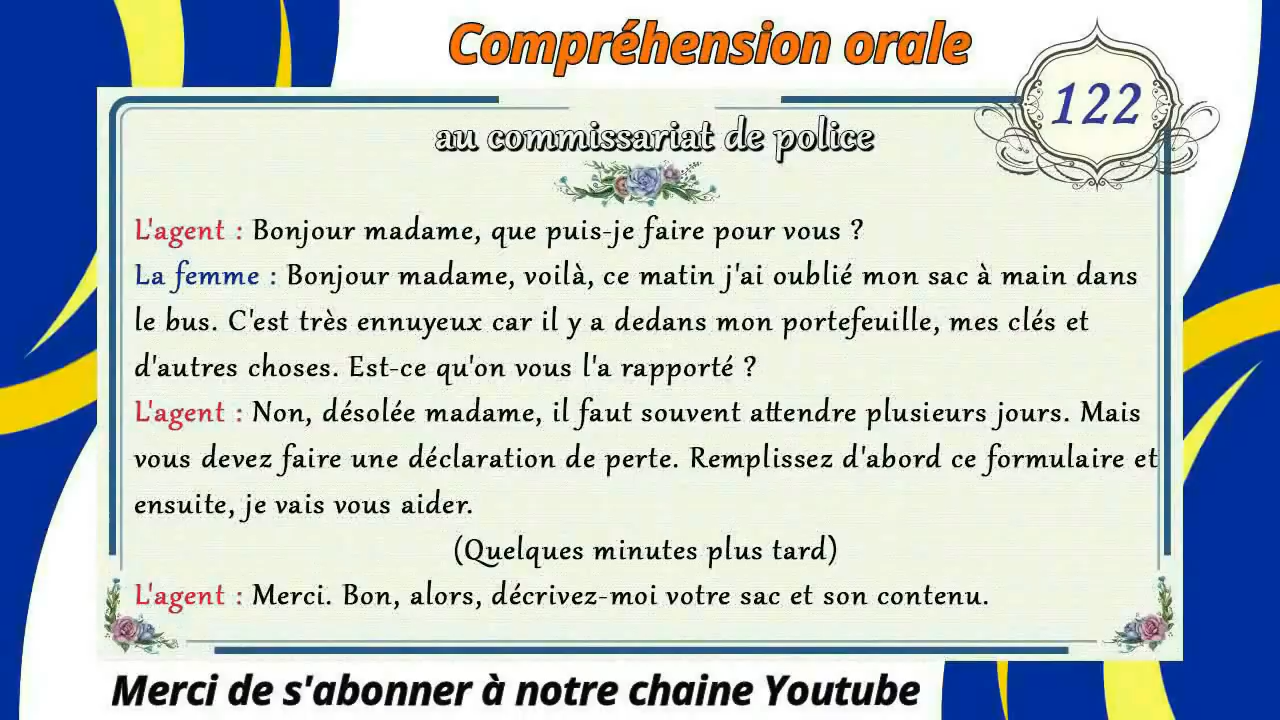 Compréhension orale
122
au commissariat de police
L'agent : Bonjour madame, que puis-je faire pour vous ?
La femme : Bonjour madame, voilà, ce matin j'ai oublié mon sac à main dans
le bus. C'est très ennuyeux car il y a dedans mon portefeuille, mes clés et
d'autres choses. Est-ce qu'on vous l'a rapporté ?
L'agent : Non, désolée madame, il faut souvent attendre plusieurs jours. Mais
vous devez faire une déclaration de perte. Remplissez d'abord ce formulaire et
ensuite, je vais vous aider.
(Quelques minutes plus tard)
L'agent : Merci. Bon, alors, décrivez-moi votre sac et son contenu.
Merci de s'abonner à notre chaine Youtube